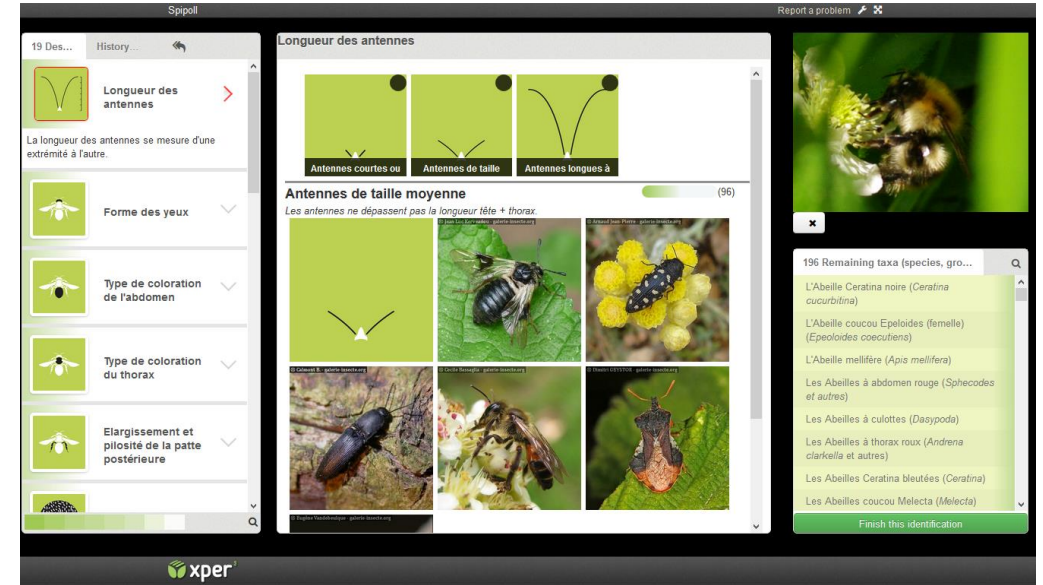 Spipoll
Report a problem
19 Des...
History...
Longueur des
antennes
La longueur des antennes se mesure d'une
extrémité à l'autre.
Forme des yeux
Type de coloration
de l'abdomen
Type de coloration
du thorax
Elargissement et
pilosité de la patte
postérieure
Longueur des antennes
Antennes courtes ou
Antennes de taille
Antennes longues à
Antennes de taille moyenne
(96)
Les antennes ne dépassent pas la longueur tête + thorax.
196 Remaining taxa (species, gro...
L'Abeille Ceratina noire (Ceratina
cucurbitina)
L'Abeille coucou Epeloides (femelle)
(Epeoloides coecutiens)
L'Abeille mellifère (Apis mellifera)
Les Abeilles à abdomen rouge (Sphecodes
et autres)
Les Abeilles à culottes (Dasypoda)
Les Abeilles à thorax roux (Andrena
clarkella et autres)
Les Abeilles Ceratina bleutées (Ceratina)
Les Abeilles coucou Melecta (Melecta)
Finish this identification
xper